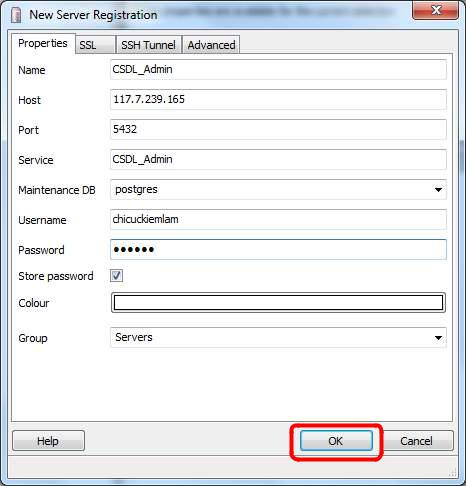 New Server Registration
Properties SSL SSH Tunnel Advanced
Name CSDL_Admin
Host 117.7.239.165
Port 5432
Service CSDL_Admin
Maintenance DB postgres
Username chicuckiemlam
Password ●●●●●●
Store password
Colour
Group Servers
Help OK Cancel